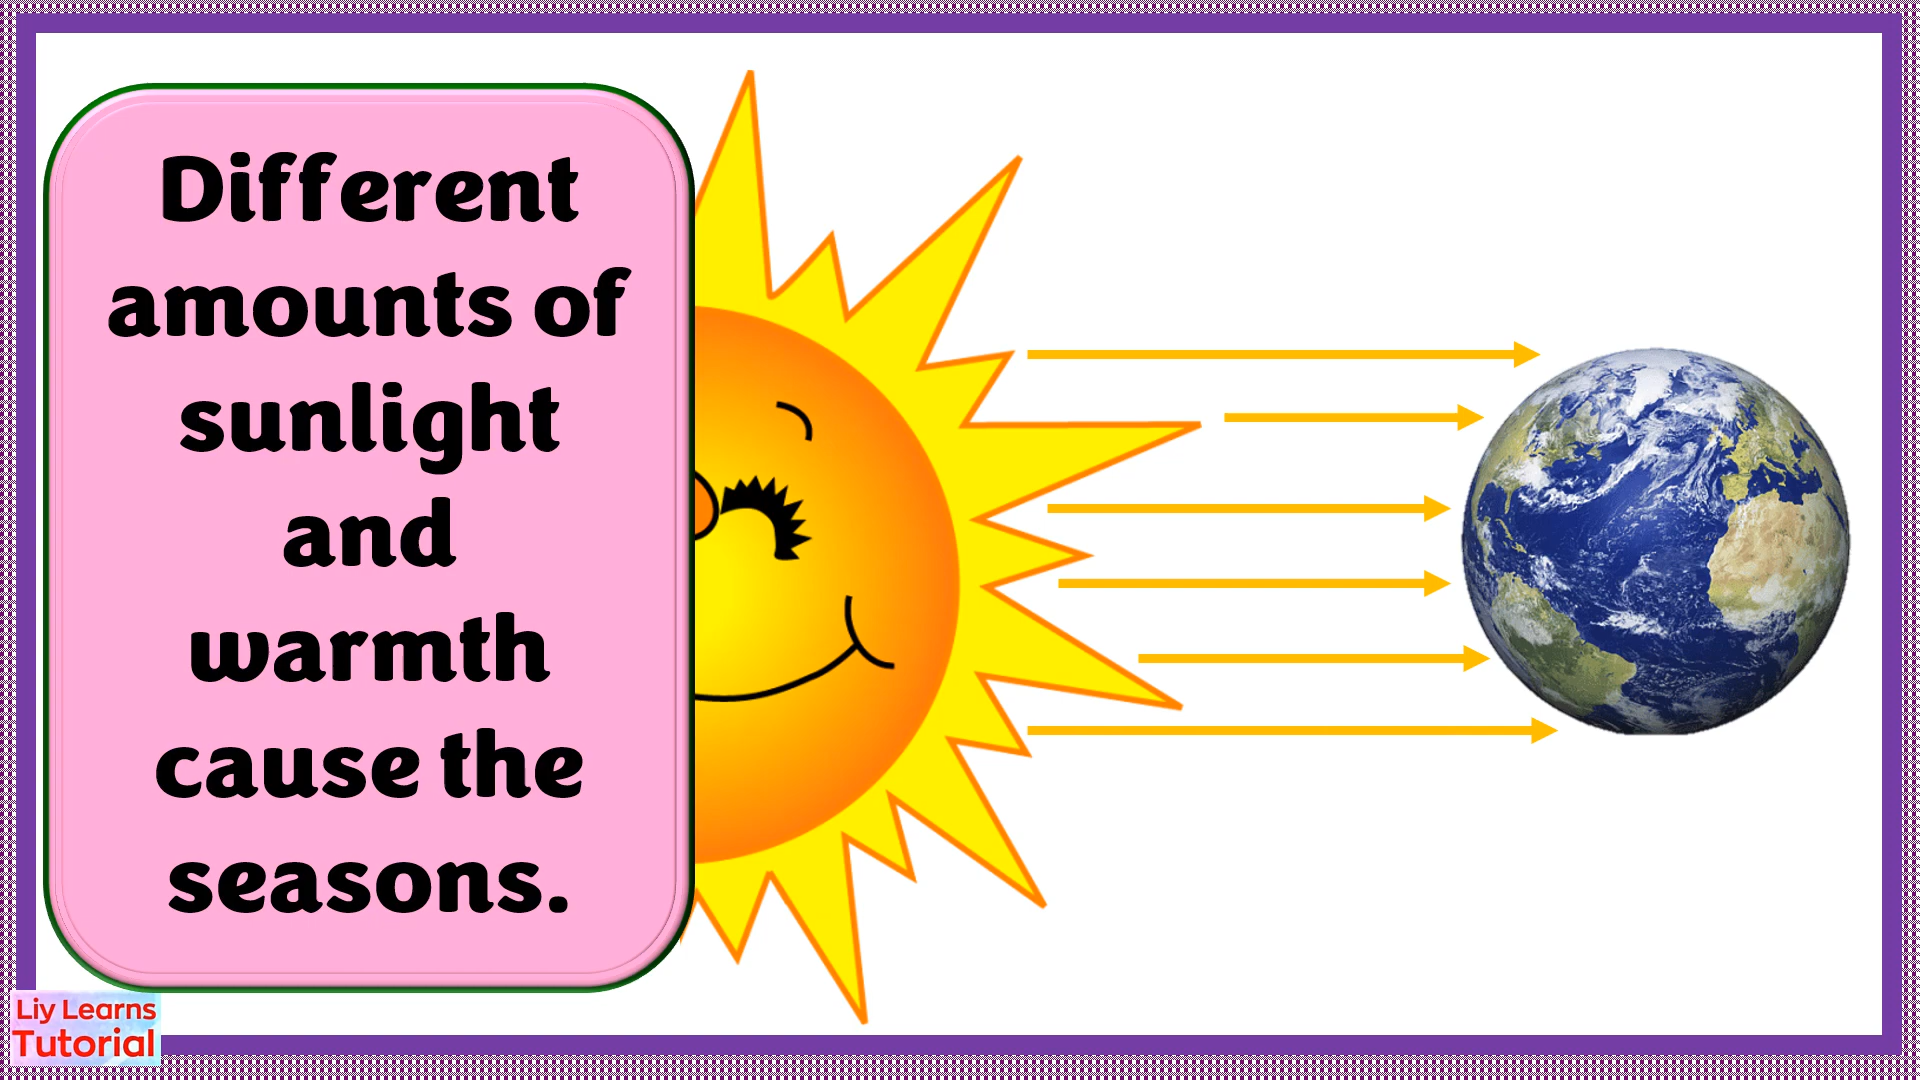 Different
amounts of
sunlight
and
warmth
cause the
seasons.
Liy Learns
Tutorial